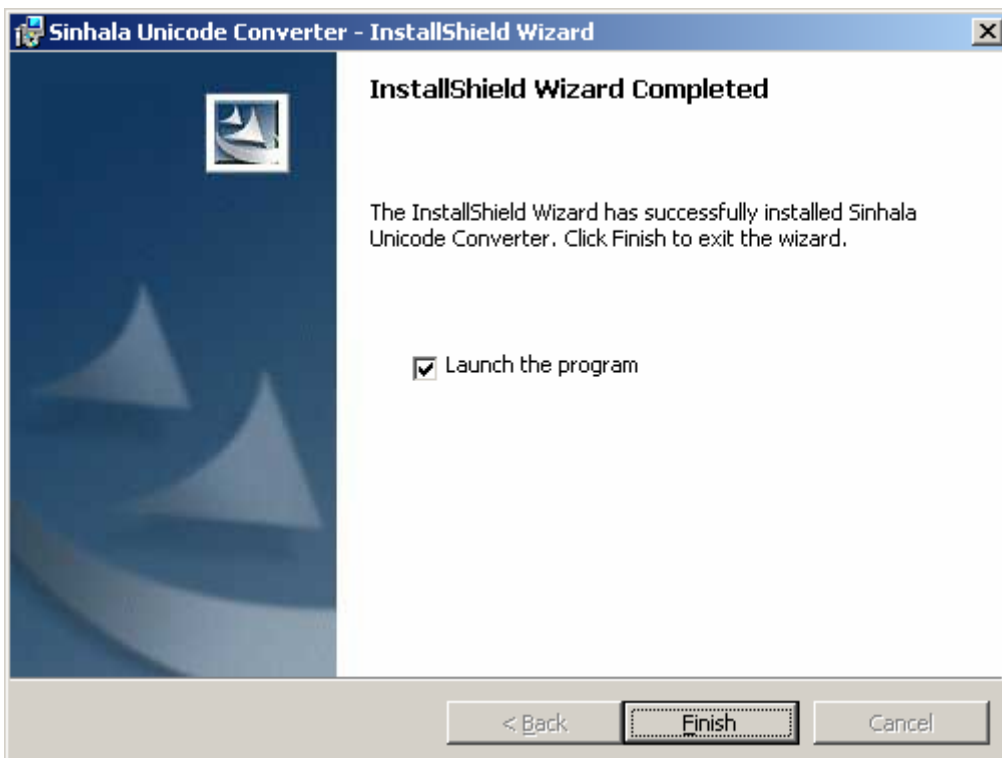 Sinhala Unicode Converter - InstallShield Wizard
InstallShield Wizard Completed
The InstallShield Wizard has successfully installed Sinhala
Unicode Converter. Click Finish to exit the wizard.
Launch the program
< Back
Finish
Cancel